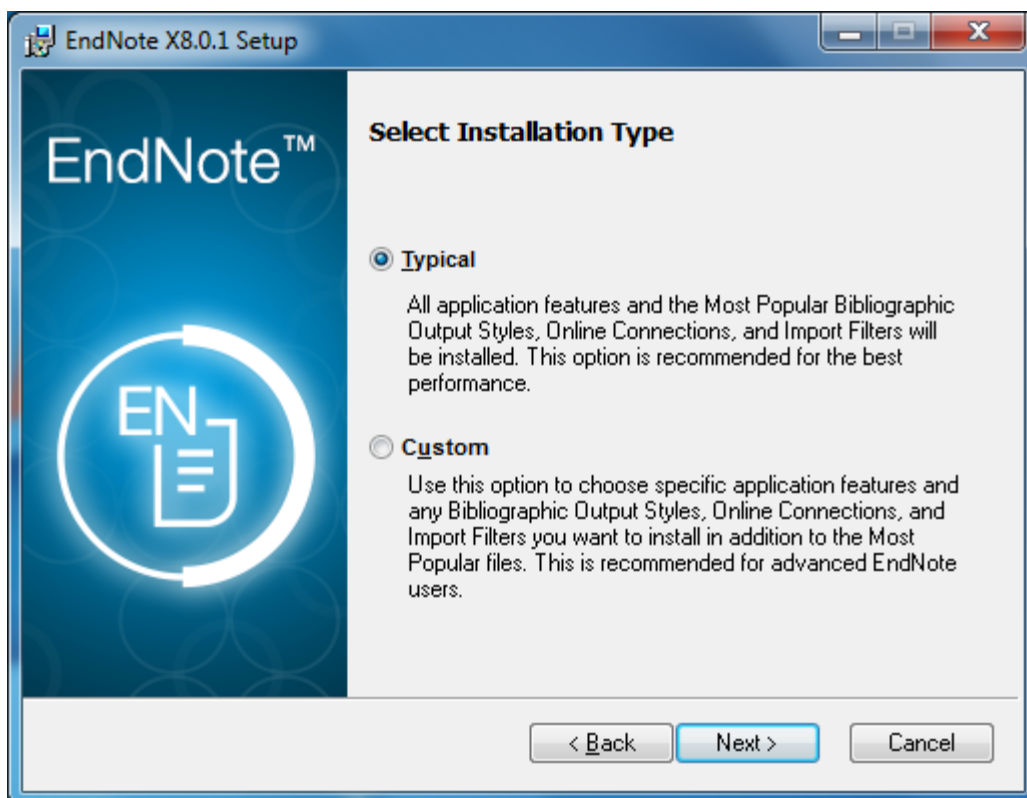 EndNote X8.0.1 Setup
EndNote™
EN
Select Installation Type
Typical
All application features and the Most Popular Bibliographic
Output Styles, Online Connections, and Import Filters will
be installed. This option is recommended for the best
performance.
Custom
Use this option to choose specific application features and
any Bibliographic Output Styles, Online Connections, and
Import Filters you want to install in addition to the Most
Popular files. This is recommended for advanced EndNote
users.
< Back
Next >
Cancel